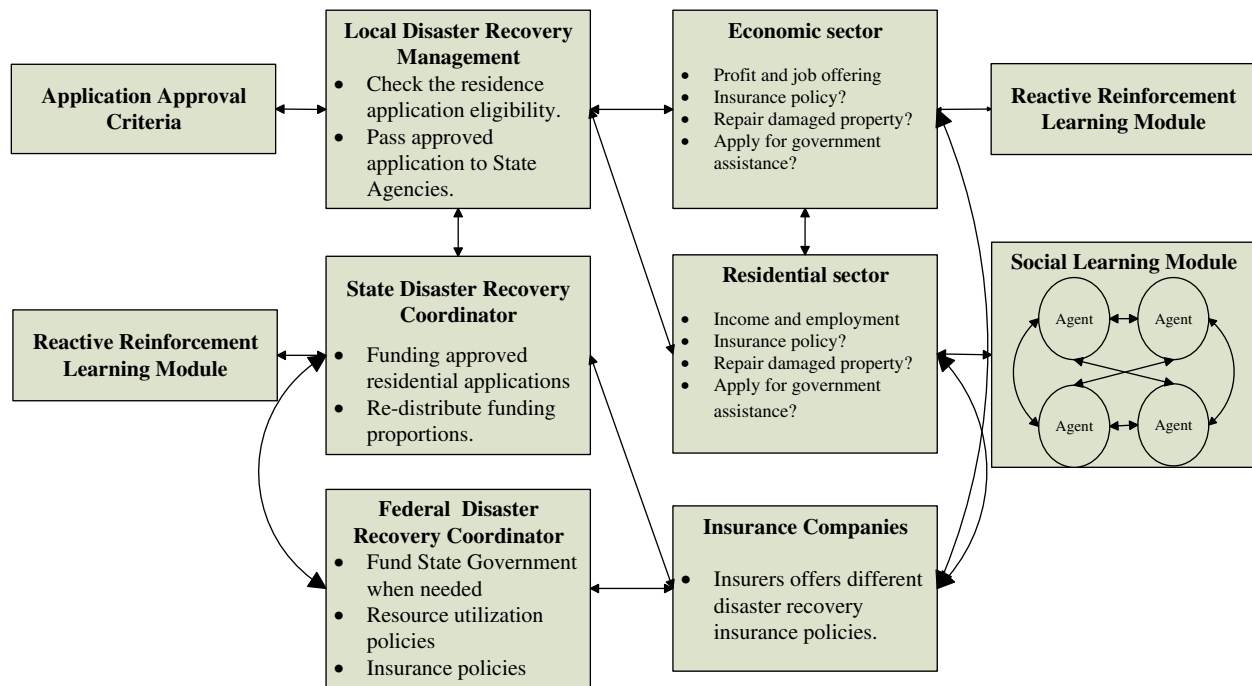 Application Approval
Criteria
Local Disaster Recovery
Management
• Check the residence
application eligibility.
• Pass approved
application to State
Agencies.
Economic sector
• Profit and job offering
• Insurance policy?
• Repair damaged property?
• Apply for government
assistance?
Reactive Reinforcement
Learning Module
Reactive Reinforcement
Learning Module
State Disaster Recovery
Coordinator
• Funding approved
residential applications
• Re-distribute funding
proportions.
Residential sector
• Income and employment
• Insurance policy?
• Repair damaged property?
• Apply for government
assistance?
Social Learning Module
Agent
Agent
Agent
Agent
Federal  Disaster
Recovery Coordinator
• Fund State Government
when needed
• Resource utilization
policies
• Insurance policies
Insurance Companies
• Insurers offers different
disaster recovery
insurance policies.